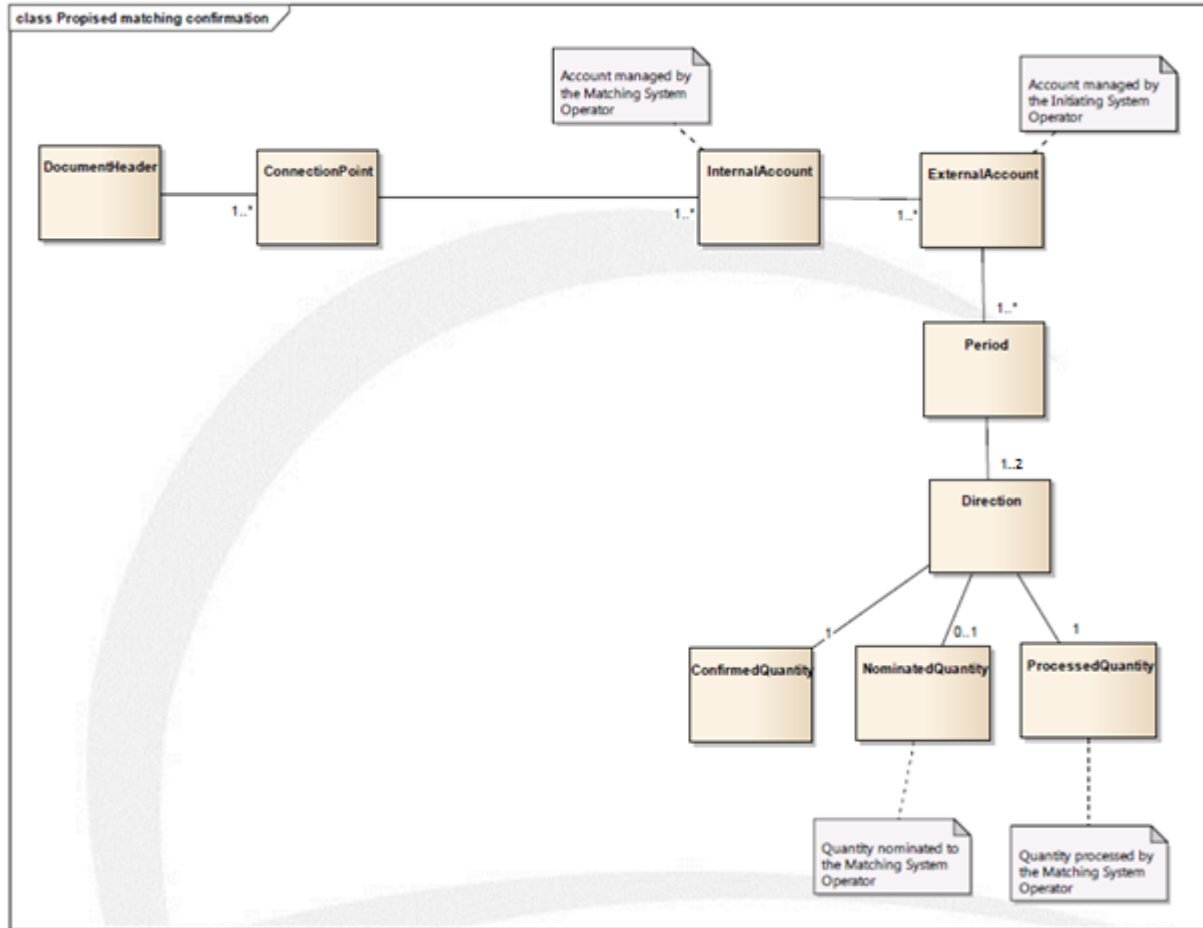 class Propised matching confirmation
Account managed by
the Matching System
Operator
Account managed by
the Initiating System
Operator
DocumentHeader
ConnectionPoint
InternalAccount
ExternalAccount
1..*
1..*
1..*
1..*
Period
1..2
Direction
1
0..1
1
ConfirmedQuantity
NominatedQuantity
ProcessedQuantity
Quantity nominated to
the Matching System
Operator
Quantity processed by
the Matching System
Operator